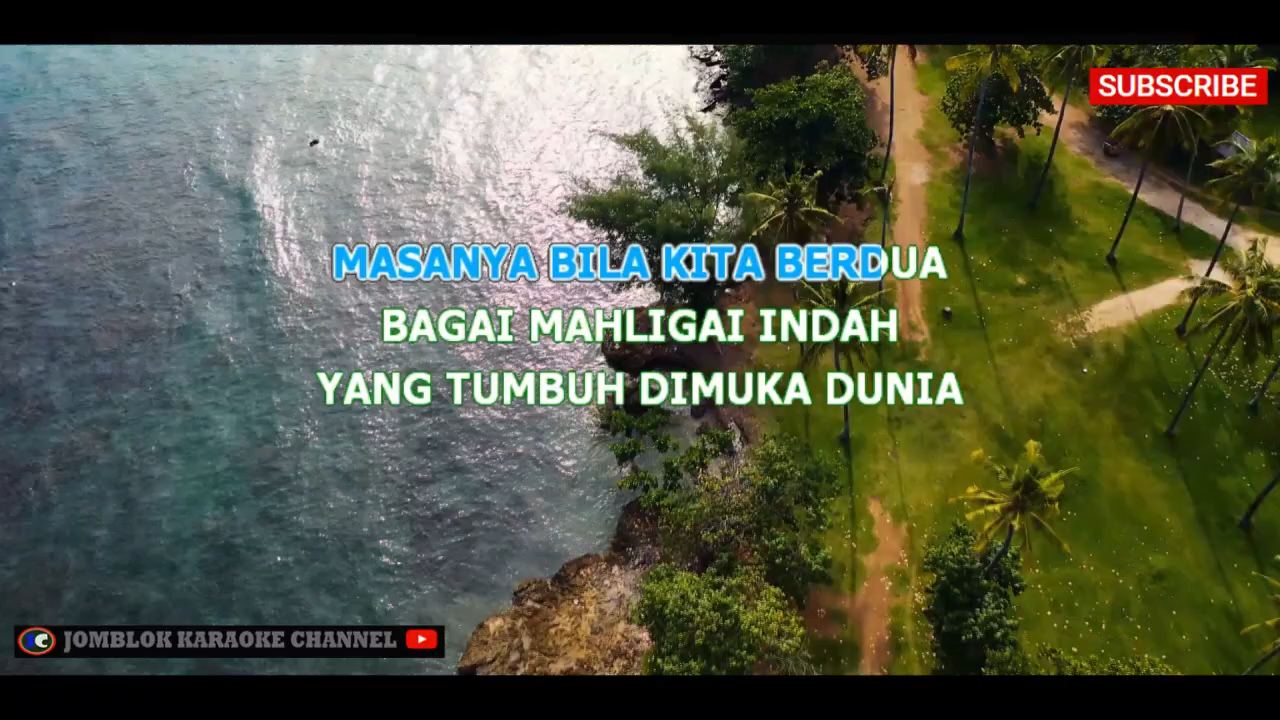 SUBSCRIBE
MASANYA BILA KITA BERDUA
BAGAI MAHLIGAI INDAH
YANG TUMBUH DIMUKA DUNIA
JOMBLOK KARAOKE CHANNEL